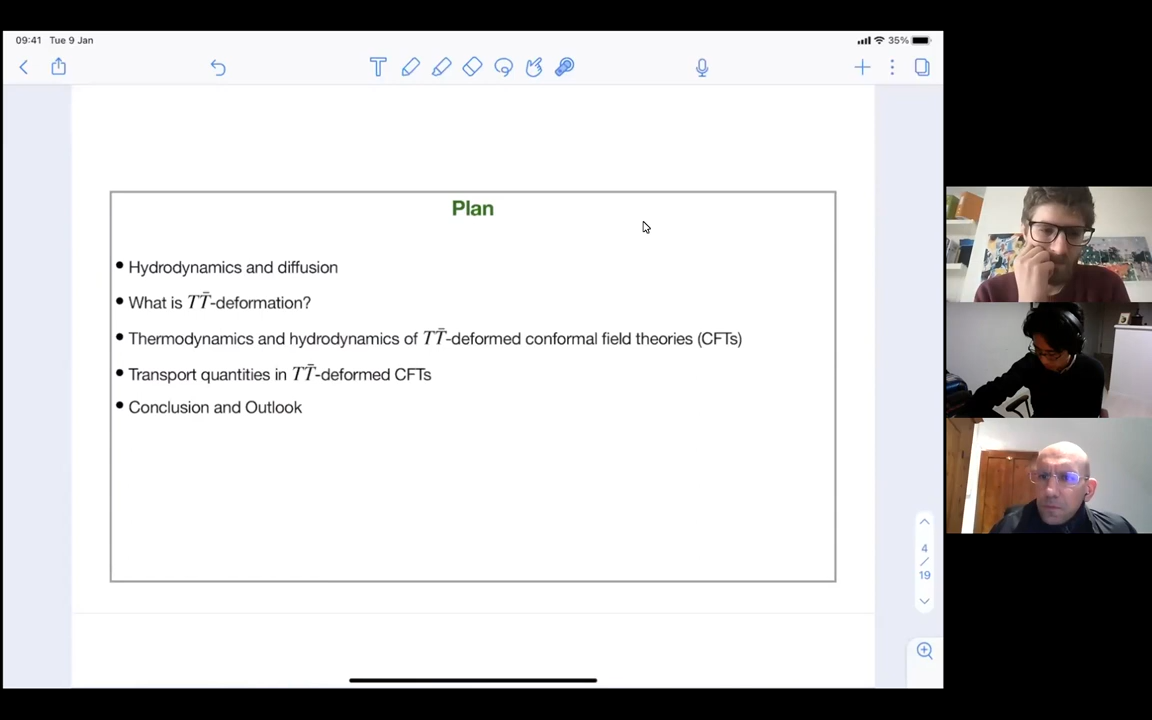 09:41 Tue 9 Jan
35%
Plan
• Hydrodynamics and diffusion
• What is TT̄-deformation?
• Thermodynamics and hydrodynamics of TT̄-deformed conformal field theories (CFTs)
• Transport quantities in TT̄-deformed CFTs
• Conclusion and Outlook
4
/
19